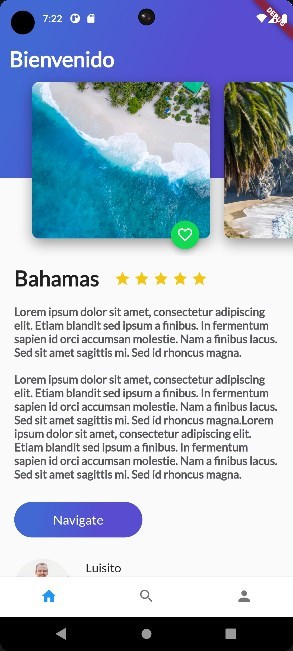 7:22
DEBUG
Bienvenido
Bahamas
Lorem ipsum dolor sit amet, consectetur adipiscing
elit. Etiam blandit sed ipsum a finibus. In fermentum
sapien id orci accumsan molestie. Nam a finibus lacus.
Sed sit amet sagittis mi. Sed id rhoncus magna.
Lorem ipsum dolor sit amet, consectetur adipiscing
elit. Etiam blandit sed ipsum a finibus. In fermentum
sapien id orci accumsan molestie. Nam a finibus lacus.
Sed sit amet sagittis mi. Sed id rhoncus magna.Lorem
ipsum dolor sit amet, consectetur adipiscing elit.
Etiam blandit sed ipsum a finibus. In fermentum
sapien id orci accumsan molestie. Nam a finibus lacus.
Sed sit amet sagittis mi. Sed id rhoncus magna.
Navigate
Luisito